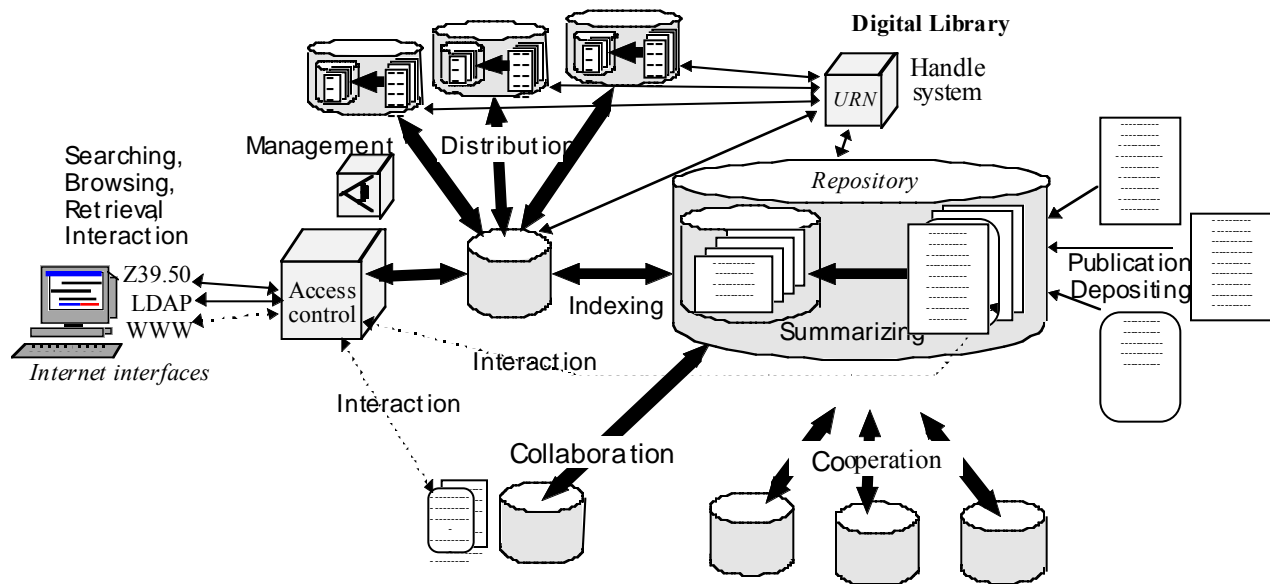 Digital Library
Handle
system
URN
Management
Distribution
Searching,
Browsing,
Retrieval,
Interaction
Repository
Z39.50
LDAP
WWW
Access
control
Indexing
Summarizing
Publication
Depositing
Internet interfaces
Interaction
Interaction
Collaboration
Cooperation